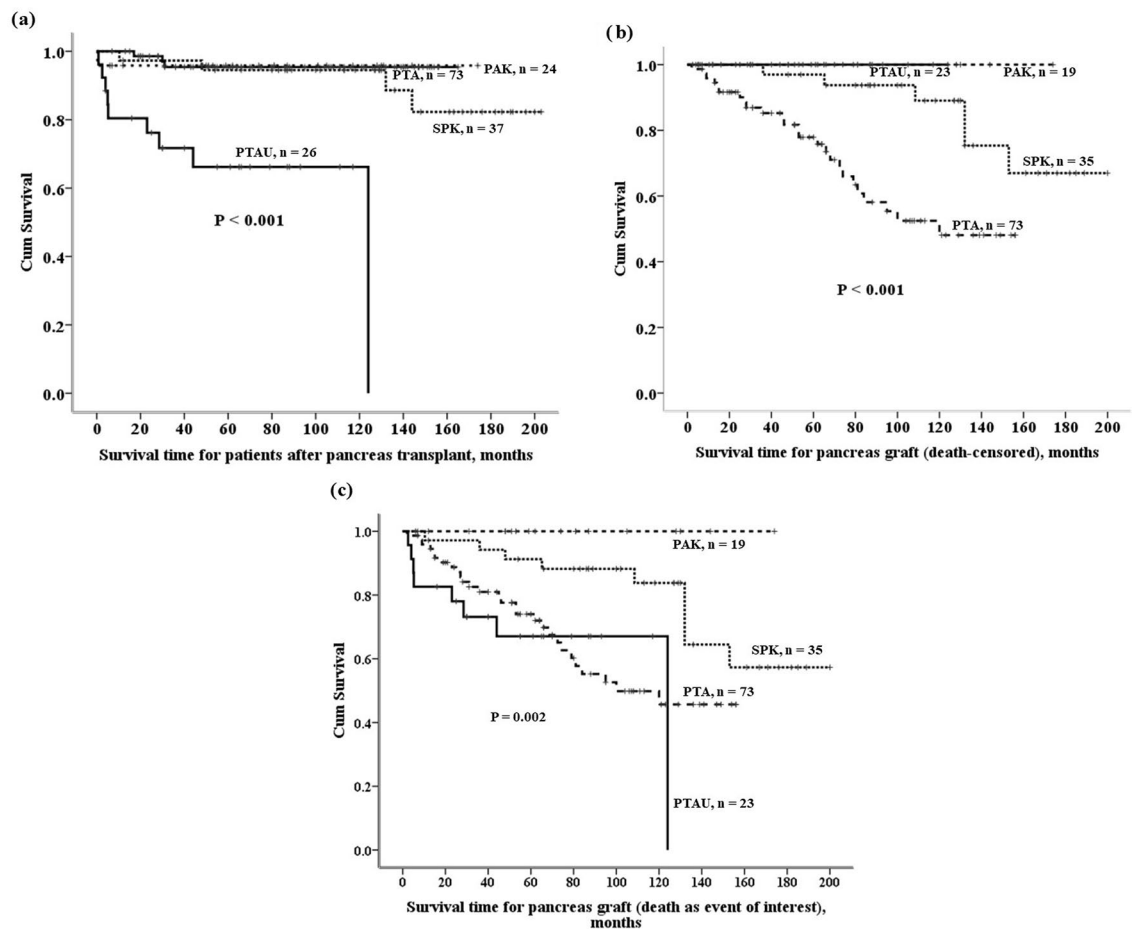 (a)
1.0
0.8
0.6
0.4
0.2
0.0
Cum Survival
PAK, n = 24
PTA, n = 73
SPK, n = 37
PTAU, n = 26
P < 0.001
0 20 40 60 80 100 120 140 160 180 200
Survival time for patients after pancreas transplant, months
(b)
1.0
0.8
0.6
0.4
0.2
0.0
Cum Survival
PTAU, n = 23
PAK, n = 19
SPK, n = 35
PTA, n = 73
P < 0.001
0 20 40 60 80 100 120 140 160 180 200
Survival time for pancreas graft (death-censored), months
(c)
1.0
0.8
0.6
0.4
0.2
0.0
Cum Survival
PAK, n = 19
SPK, n = 35
PTA, n = 73
P = 0.002
PTAU, n = 23
0 20 40 60 80 100 120 140 160 180 200
Survival time for pancreas graft (death as event of interest),
months